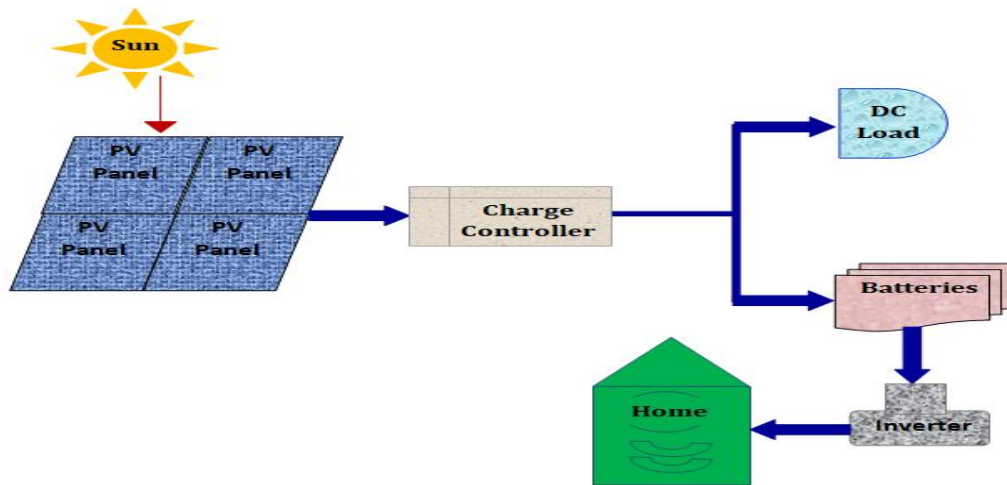 Sun
PV
Panel
PV
Panel
PV
Panel
PV
Panel
Charge
Controller
DC
Load
Batteries
Home
Inverter